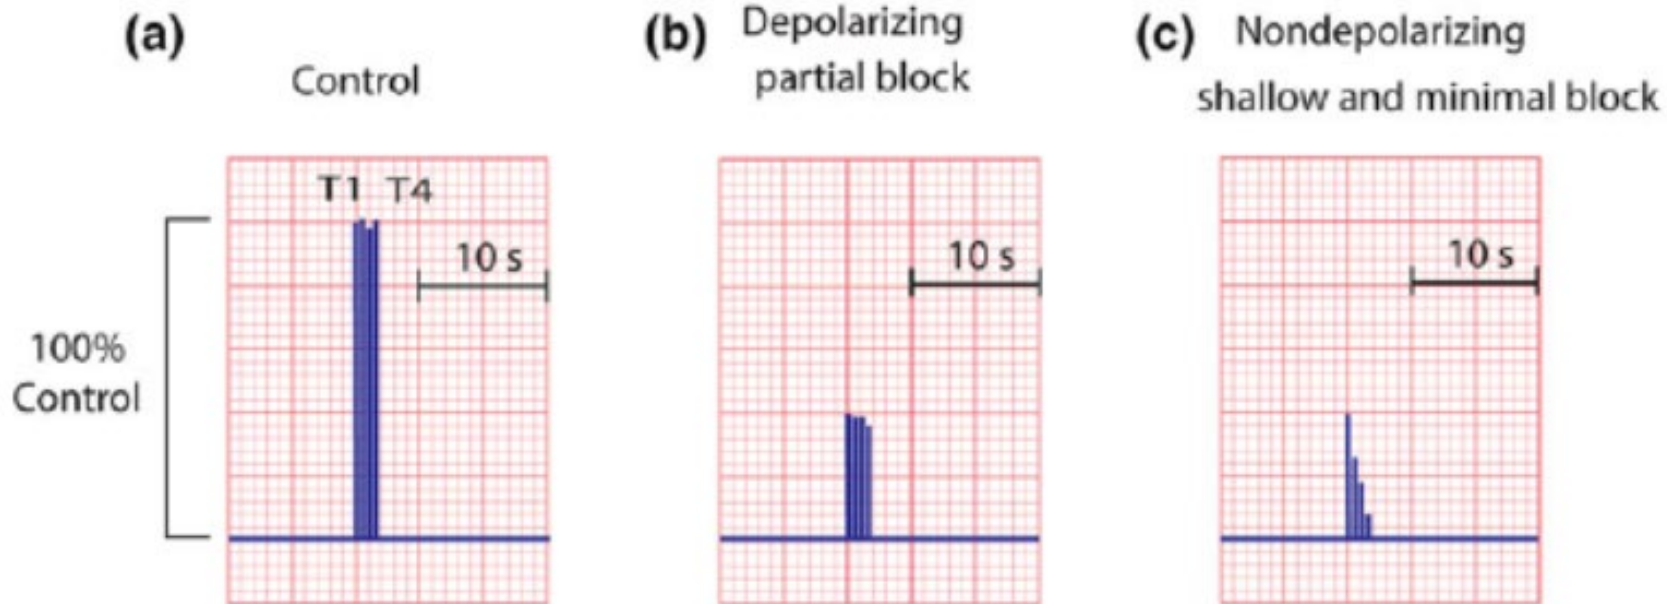 (a)
Control
T1 T4
10 s
100%
Control
(b) Depolarizing
partial block
10 s
(c) Nondepolarizing
shallow and minimal block
10 s